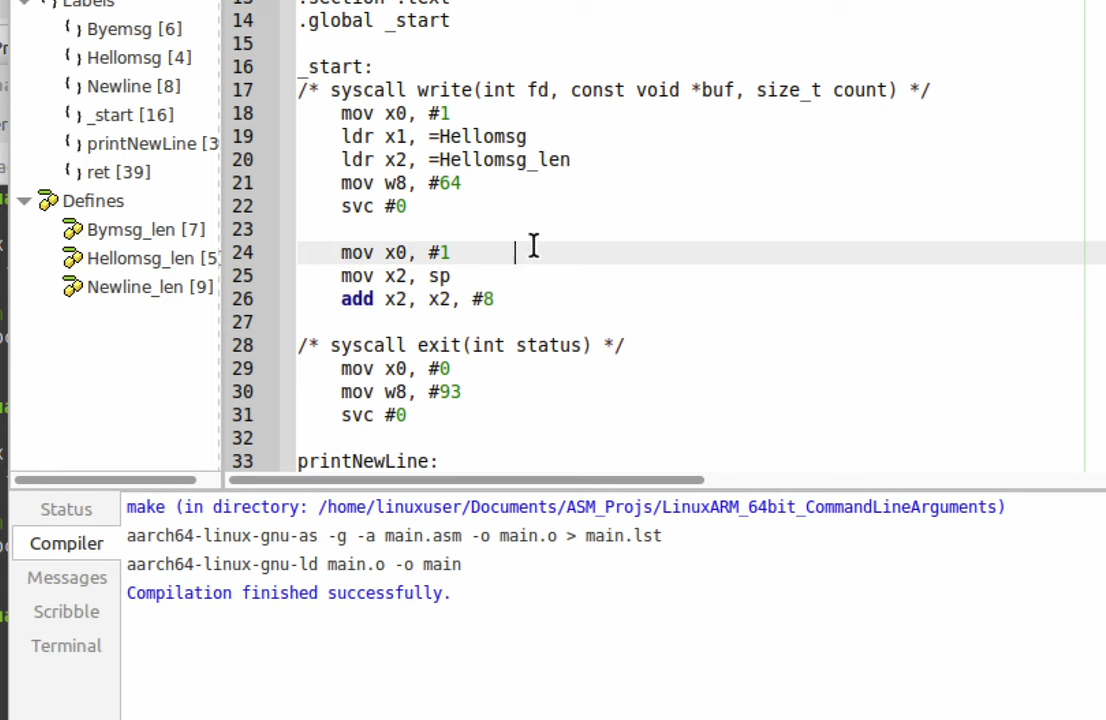 Labels
Byemsg [6]
Hellomsg [4]
Newline [8]
_start [16]
printNewLine [3
ret [39]
Defines
Bymsg_len [7]
Hellomsg_len [5]
Newline_len [9]
13 .section .text
14 .global _start
15
16 _start:
17 /* syscall write(int fd, const void *buf, size_t count) */
18 mov x0, #1
19 ldr x1, =Hellomsg
20 ldr x2, =Hellomsg_len
21 mov w8, #64
22 svc #0
23
24 mov x0, #1
25 mov x2, sp
26 add x2, x2, #8
27
28 /* syscall exit(int status) */
29 mov x0, #0
30 mov w8, #93
31 svc #0
32
33 printNewLine:
Status
Compiler
Messages
Scribble
Terminal
make (in directory: /home/linuxuser/Documents/ASM_Projs/LinuxARM_64bit_CommandLineArguments)
aarch64-linux-gnu-as -g -a main.asm -o main.o > main.lst
aarch64-linux-gnu-ld main.o -o main
Compilation finished successfully.